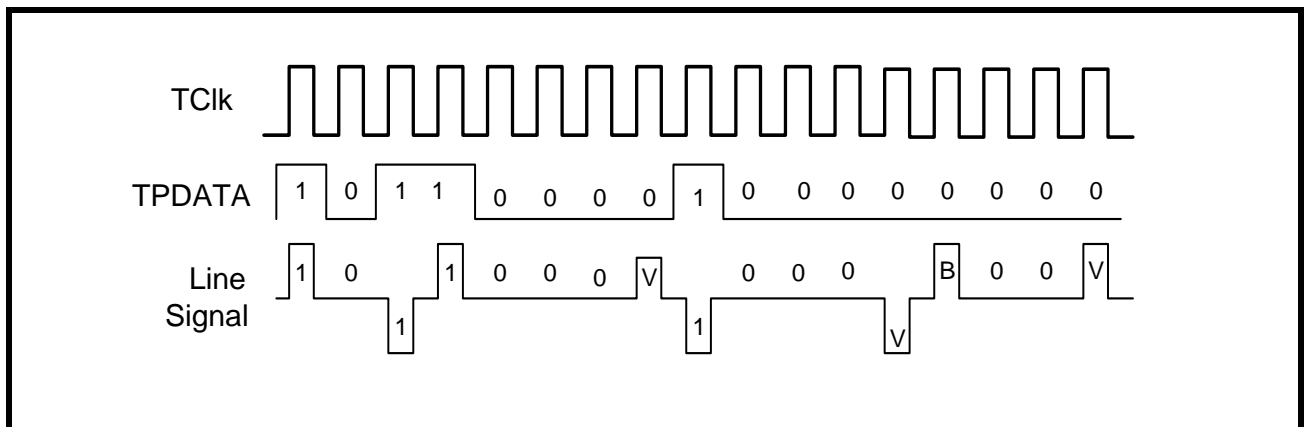 TClk
TPDATA 1 0 1 1 0 0 0 0 1 0 0 0 0 0 0 0 0
Line Signal 1 0 1 1 0 0 0 V 1 0 0 0 V B 0 0 V